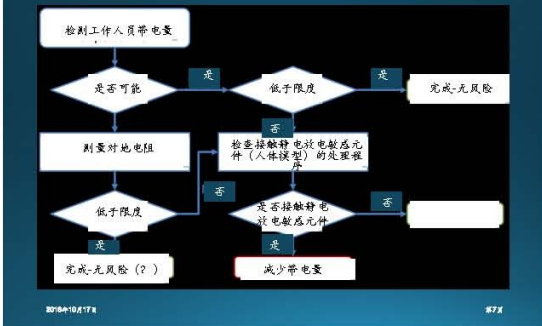 检测工作人员带电量
是否可能
是
低于限度
是
完成-无风险
否
测量对地电阻
检查接触静电放电敏感元
件（人体模型）的处理程
序
否
低于限度
是否接触静电
放电敏感元件
否
是
是
完成-无风险（？）
减少带电量
2016年10月17日
第7页